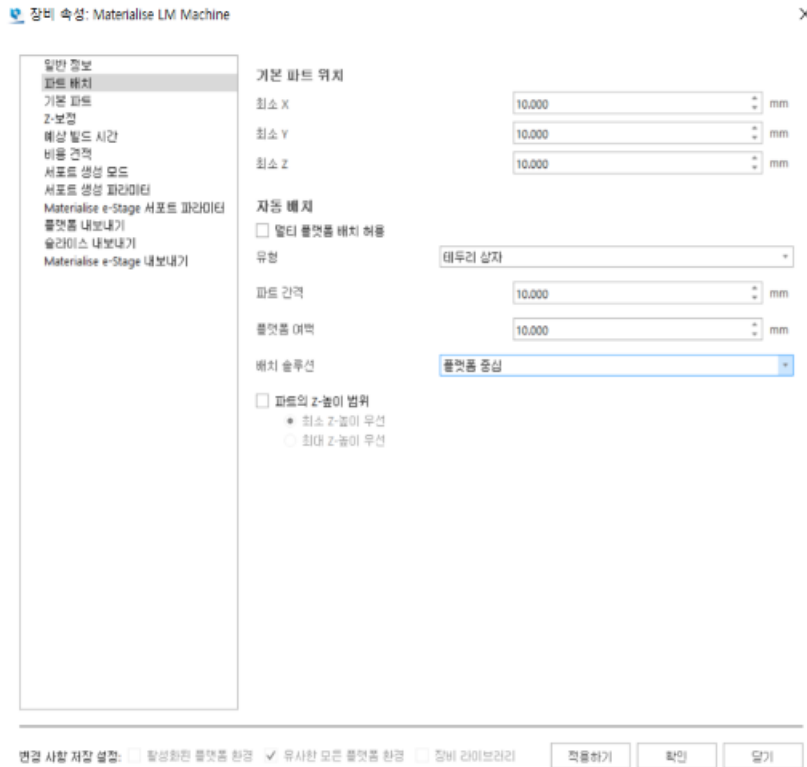 장비 속성: Materialise LM Machine
일반 정보
파트 배치
기본 파트
Z-보정
예상 빌드 시간
비용 견적
서포트 생성 모드
서포트 생성 파라미터
Materialise e-Stage 서포트 파라미터
플랫폼 내보내기
슬라이스 내보내기
Materialise e-Stage 내보내기
기본 파트 위치
최소 X 10.000 mm
최소 Y 10.000 mm
최소 Z 10.000 mm
자동 배치
멀티 플랫폼 배치 허용
유형 테두리 상자
파트 간격 10.000 mm
플랫폼 여백 10.000 mm
배치 솔루션 플랫폼 중심
파트의 Z-높이 범위
최소 Z-높이 우선
최대 Z-높이 우선
변경 사항 저장 설정: 활성화된 플랫폼 환경 유사한 모든 플랫폼 환경 장비 라이브러리 적용하기 확인 닫기